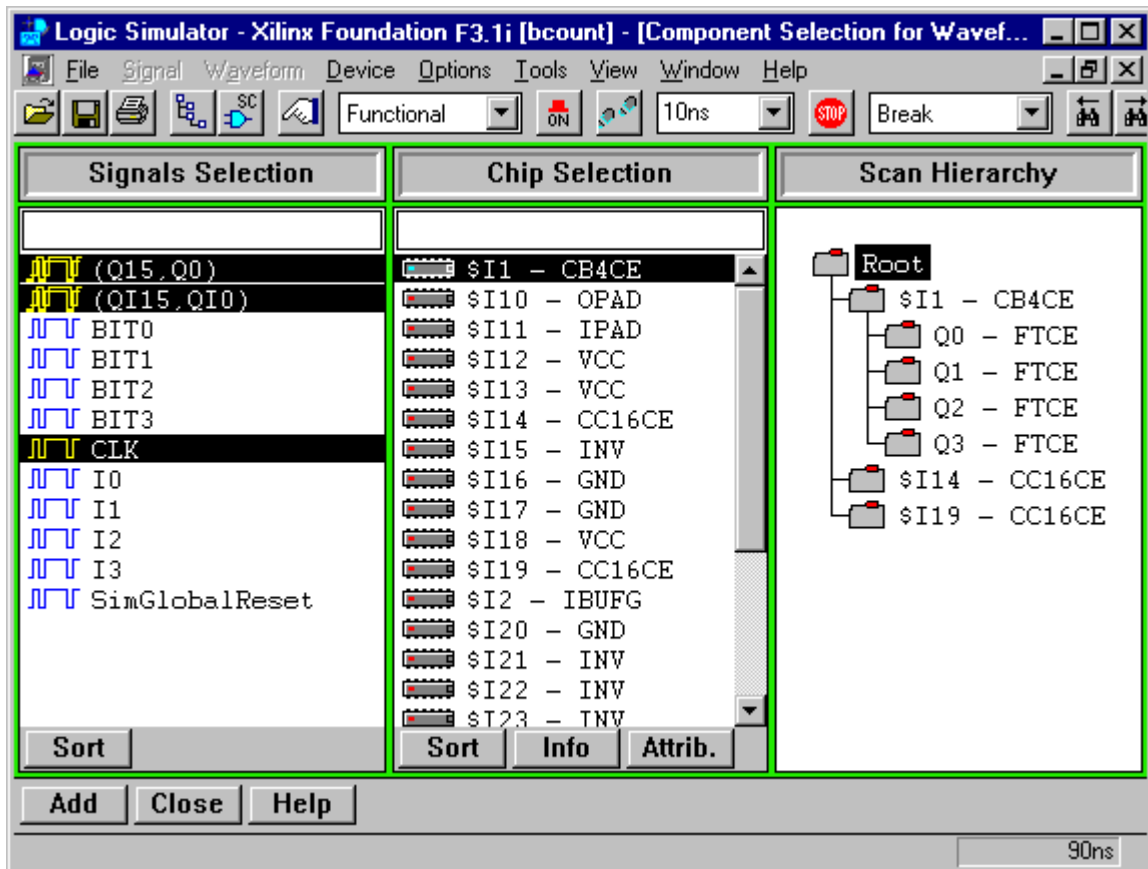 Logic Simulator - Xilinx Foundation F3.1i [bcount] - [Component Selection for Wavef...
File Signal Waveform Device Options Tools View Window Help
SC Functional ON 10ns STOP Break
Signals Selection
(Q15,Q0)
(QI15,QI0)
BIT0
BIT1
BIT2
BIT3
CLK
I0
I1
I2
I3
SimGlobalReset
Sort
Chip Selection
$I1 – CB4CE
$I10 – OPAD
$I11 – IPAD
$I12 – VCC
$I13 – VCC
$I14 – CC16CE
$I15 – INV
$I16 – GND
$I17 – GND
$I18 – VCC
$I19 – CC16CE
$I2 – IBUFG
$I20 – GND
$I21 – INV
$I22 – INV
$I23 – INV
Sort Info Attrib.
Scan Hierarchy
Root
$I1 – CB4CE
Q0 – FTCE
Q1 – FTCE
Q2 – FTCE
Q3 – FTCE
$I14 – CC16CE
$I19 – CC16CE
Add Close Help
90ns